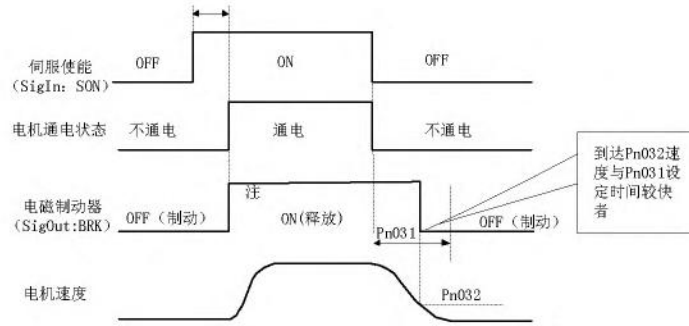 伺服使能
（SigIn: SON）
OFF
ON
OFF
电机通电状态
不通电
通电
不通电
到达Pn032速
度与Pn031设
定时间较快
者
电磁制动器
（SigOut:BRK）
OFF（制动）
注
ON(释放)
Pn031
OFF（制动）
电机速度
Pn032